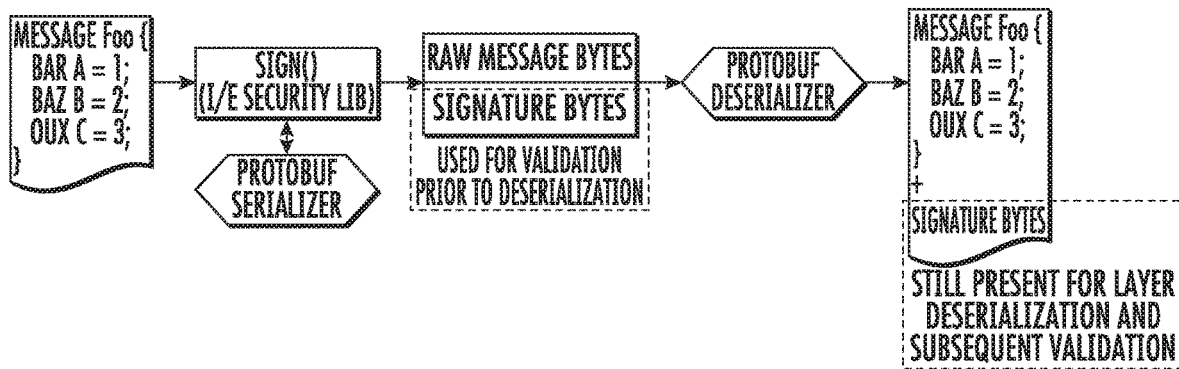 MESSAGE Foo {
BAR A = 1;
BAZ B = 2;
OUX C = 3;
}
SIGN()
(I/E SECURITY LIB)
PROTOBUF
SERIALIZER
RAW MESSAGE BYTES
SIGNATURE BYTES
USED FOR VALIDATION
PRIOR TO DESERIALIZATION
PROTOBUF
DESERIALIZER
MESSAGE Foo {
BAR A = 1;
BAZ B = 2;
OUX C = 3;
}
+
SIGNATURE BYTES
STILL PRESENT FOR LAYER
DESERIALIZATION AND
SUBSEQUENT VALIDATION